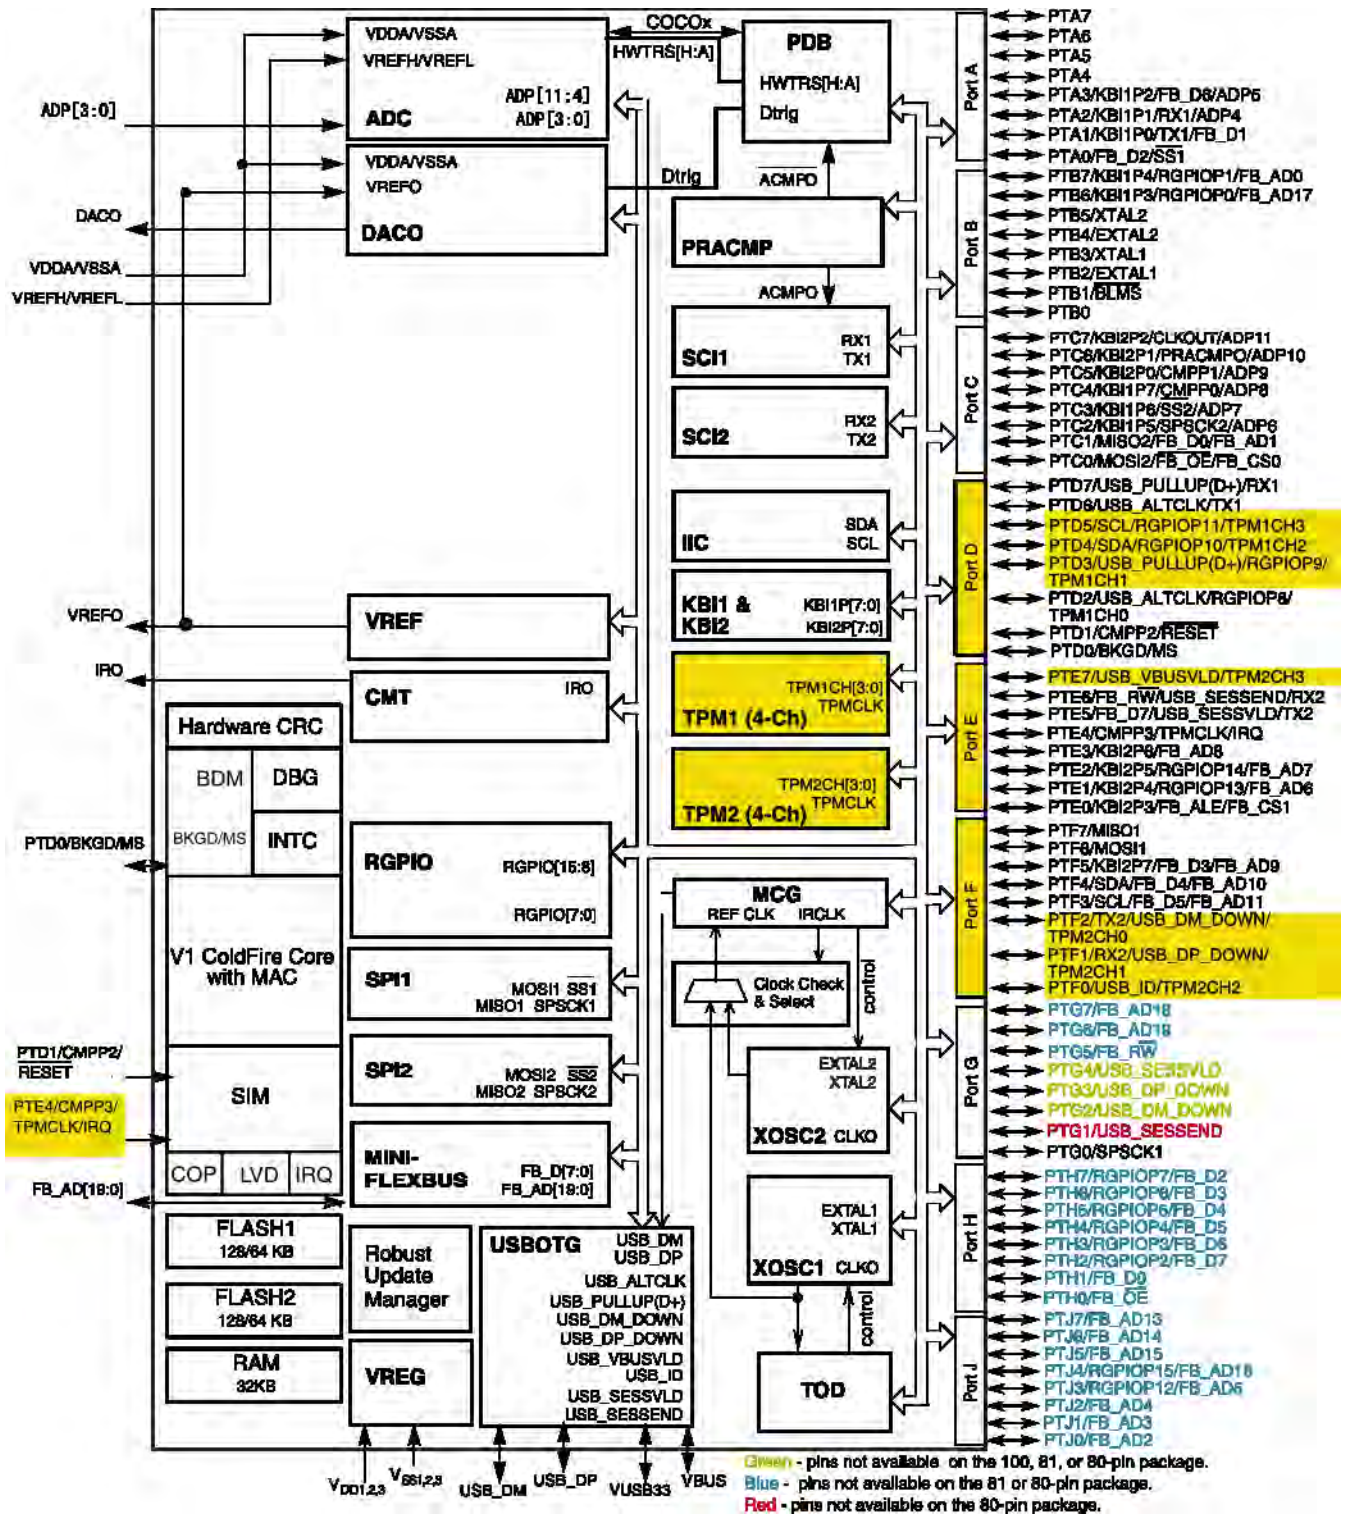 ADP[3:0]
DACO
VDDA/VSSA
VREFH/VREFL
VREFO
IRO
PTD0/BKGD/MS
PTD1/CMPP2/
RESET
PTE4/CMPP3/
TPMCLK/IRQ
FB_AD[19:0]
VDDA/VSSA
VREFH/VREFL
ADP[11:4]
ADP[3:0]
ADC
VDDA/VSSA
VREFO
DACO
VREF
IRO
CMT
Hardware CRC
BDM
DBG
BKGD/MS
INTC
V1 ColdFire Core
with MAC
SIM
COP
LVD
IRQ
FLASH1
128/64 KB
FLASH2
128/64 KB
RAM
32KB
RGPIO
RGPIO[15:8]
RGPIO[7:0]
SPI1
MOSI1 SS1
MISO1 SPSCK1
SPI2
MOSI2 SS2
MISO2 SPSCK2
MINI-
FLEXBUS
FB_D[7:0]
FB_AD[19:0]
Robust
Update
Manager
VREG
USBOTG
USB_DM
USB_DP
USB_ALTCLK
USB_PULLUP(D+)
USB_DM_DOWN
USB_DP_DOWN
USB_VBUSVLD
USB_ID
USB_SESSVLD
USB_SESSEND
VDD1,2,3
VSS1,2,3
USB_DM
USB_DP
VUSB33
VBUS
COCOx
HWTRS[H:A]
Dtrig
PDB
HWTRS[H:A]
Dtrig
ACMPO
PRACMP
ACMPO
SCI1
RX1
TX1
SCI2
RX2
TX2
IIC
SDA
SCL
KBI1 &
KBI2
KBI1P[7:0]
KBI2P[7:0]
TPM1CH[3:0]
TPMCLK
TPM1 (4-Ch)
TPM2CH[3:0]
TPMCLK
TPM2 (4-Ch)
MCG
REF CLK IRCLK
Clock Check
& Select
control
EXTAL2
XTAL2
XOSC2 CLKO
EXTAL1
XTAL1
XOSC1 CLKO
control
TOD
Port A
PTA7
PTA6
PTA5
PTA4
PTA3/KBI1P2/FB_D6/ADP5
PTA2/KBI1P1/RX1/ADP4
PTA1/KBI1P0/TX1/FB_D1
PTA0/FB_D2/SS1
Port B
PTB7/KBI1P4/RGPIOP1/FB_AD0
PTB6/KBI1P3/RGPIOP0/FB_AD17
PTB5/XTAL2
PTB4/EXTAL2
PTB3/XTAL1
PTB2/EXTAL1
PTB1/BLMS
PTB0
Port C
PTC7/KBI2P2/CLKOUT/ADP11
PTC6/KBI2P1/PRACMPO/ADP10
PTC5/KBI2P0/CMPP1/ADP9
PTC4/KBI1P7/CMPP0/ADP8
PTC3/KBI1P6/SS2/ADP7
PTC2/KBI1P5/SPSCK2/ADP6
PTC1/MISO2/FB_D0/FB_AD1
PTC0/MOSI2/FB_OE/FB_CS0
Port D
PTD7/USB_PULLUP(D+)/RX1
PTD6/USB_ALTCLK/TX1
PTD5/SCL/RGPIOP11/TPM1CH3
PTD4/SDA/RGPIOP10/TPM1CH2
PTD3/USB_PULLUP(D+)/RGPIOP9/
TPM1CH1
PTD2/USB_ALTCLK/RGPIOP8/
TPM1CH0
PTD1/CMPP2/RESET
PTD0/BKGD/MS
Port E
PTE7/USB_VBUSVLD/TPM2CH3
PTE6/FB_RW/USB_SESSEND/RX2
PTE5/FB_D7/USB_SESSVLD/TX2
PTE4/CMPP3/TPMCLK/IRQ
PTE3/KBI2P6/FB_AD8
PTE2/KBI2P5/RGPIOP14/FB_AD7
PTE1/KBI2P4/RGPIOP13/FB_AD6
PTE0/KBI2P3/FB_ALE/FB_CS1
Port F
PTF7/MISO1
PTF6/MOSI1
PTF5/KBI2P7/FB_D3/FB_AD9
PTF4/SDA/FB_D4/FB_AD10
PTF3/SCL/FB_D5/FB_AD11
PTF2/TX2/USB_DM_DOWN/
TPM2CH0
PTF1/RX2/USB_DP_DOWN/
TPM2CH1
PTF0/USB_ID/TPM2CH2
Port G
PTG7/FB_AD18
PTG6/FB_AD19
PTG5/FB_RW
PTG4/USB_SESSVLD
PTG3/USB_DP_DOWN
PTG2/USB_DM_DOWN
PTG1/USB_SESSEND
PTG0/SPSCK1
Port H
PTH7/RGPIOP7/FB_D2
PTH6/RGPIOP6/FB_D3
PTH5/RGPIOP5/FB_D4
PTH4/RGPIOP4/FB_D5
PTH3/RGPIOP3/FB_D6
PTH2/RGPIOP2/FB_D7
PTH1/FB_D0
PTH0/FB_OE
Port J
PTJ7/FB_AD13
PTJ6/FB_AD14
PTJ5/FB_AD15
PTJ4/RGPIOP15/FB_AD16
PTJ3/RGPIOP12/FB_AD5
PTJ2/FB_AD4
PTJ1/FB_AD3
PTJ0/FB_AD2
Green - pins not available on the 100, 81, or 80-pin package.
Blue - pins not available on the 81 or 80-pin package.
Red - pins not available on the 80-pin package.